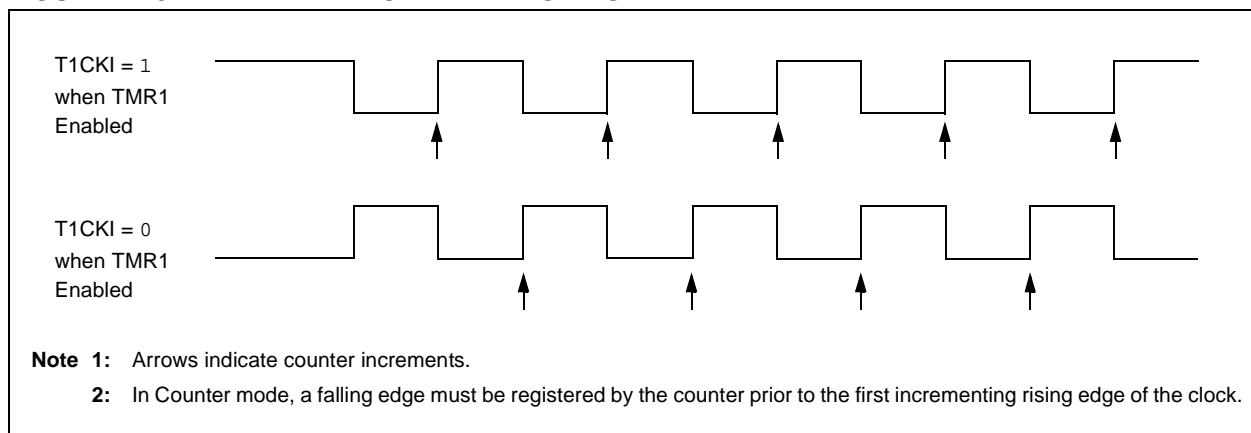 T1CKI = 1
when TMR1
Enabled
T1CKI = 0
when TMR1
Enabled
Note 1: Arrows indicate counter increments.
2: In Counter mode, a falling edge must be registered by the counter prior to the first incrementing rising edge of the clock.